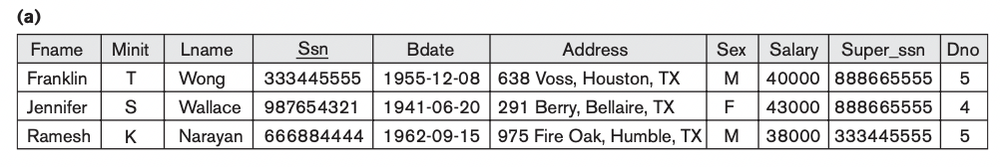 (a)
Fname Minit Lname Ssn Bdate Address Sex Salary Super_ssn Dno
Franklin T Wong 333445555 1955-12-08 638 Voss, Houston, TX M 40000 888665555 5
Jennifer S Wallace 987654321 1941-06-20 291 Berry, Bellaire, TX F 43000 888665555 4
Ramesh K Narayan 666884444 1962-09-15 975 Fire Oak, Humble, TX M 38000 333445555 5